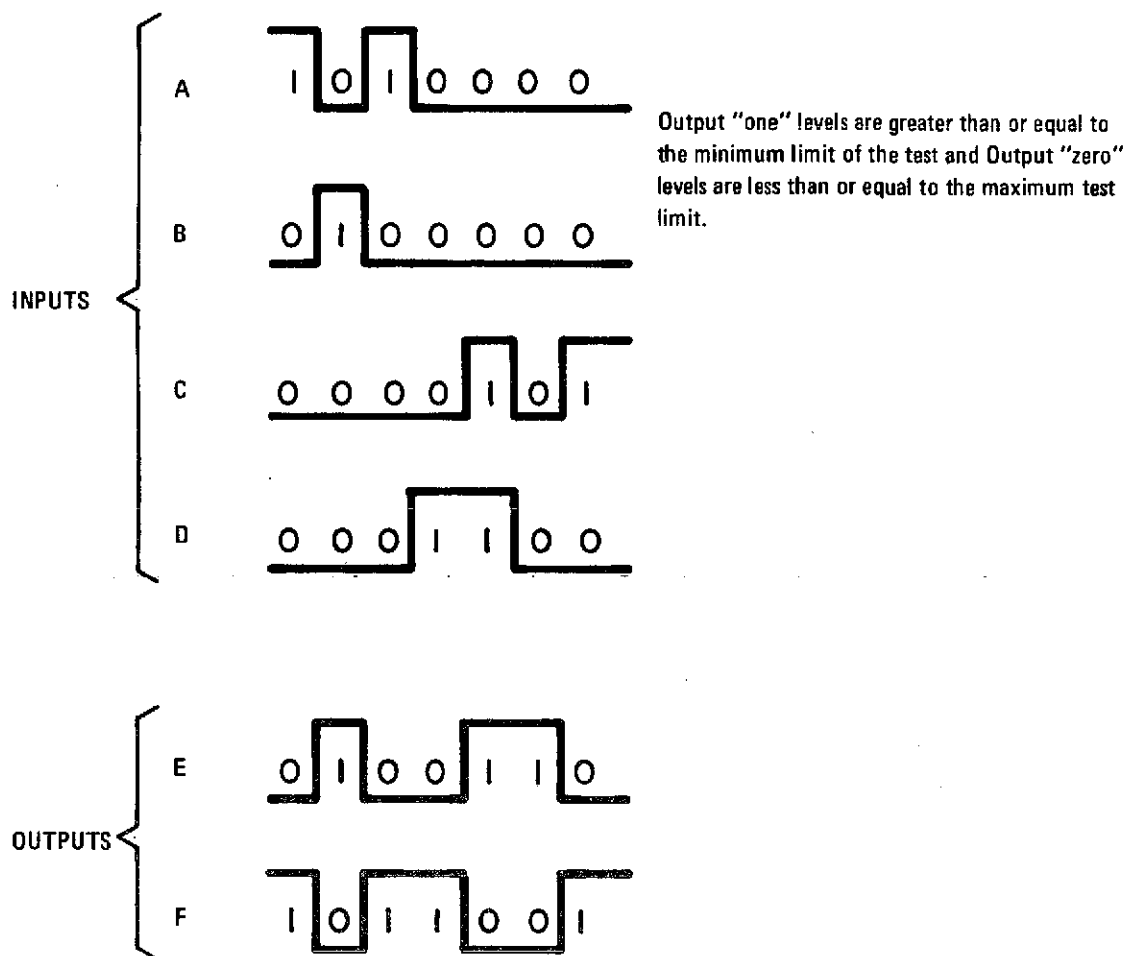 A
1 0 1 0 0 0 0
Output "one" levels are greater than or equal to
the minimum limit of the test and Output "zero"
levels are less than or equal to the maximum test
limit.
B
0 1 0 0 0 0 0
INPUTS
C
0 0 0 0 1 0 1
D
0 0 0 1 1 0 0
E
0 1 0 0 1 1 0
OUTPUTS
F
1 0 1 1 0 0 1